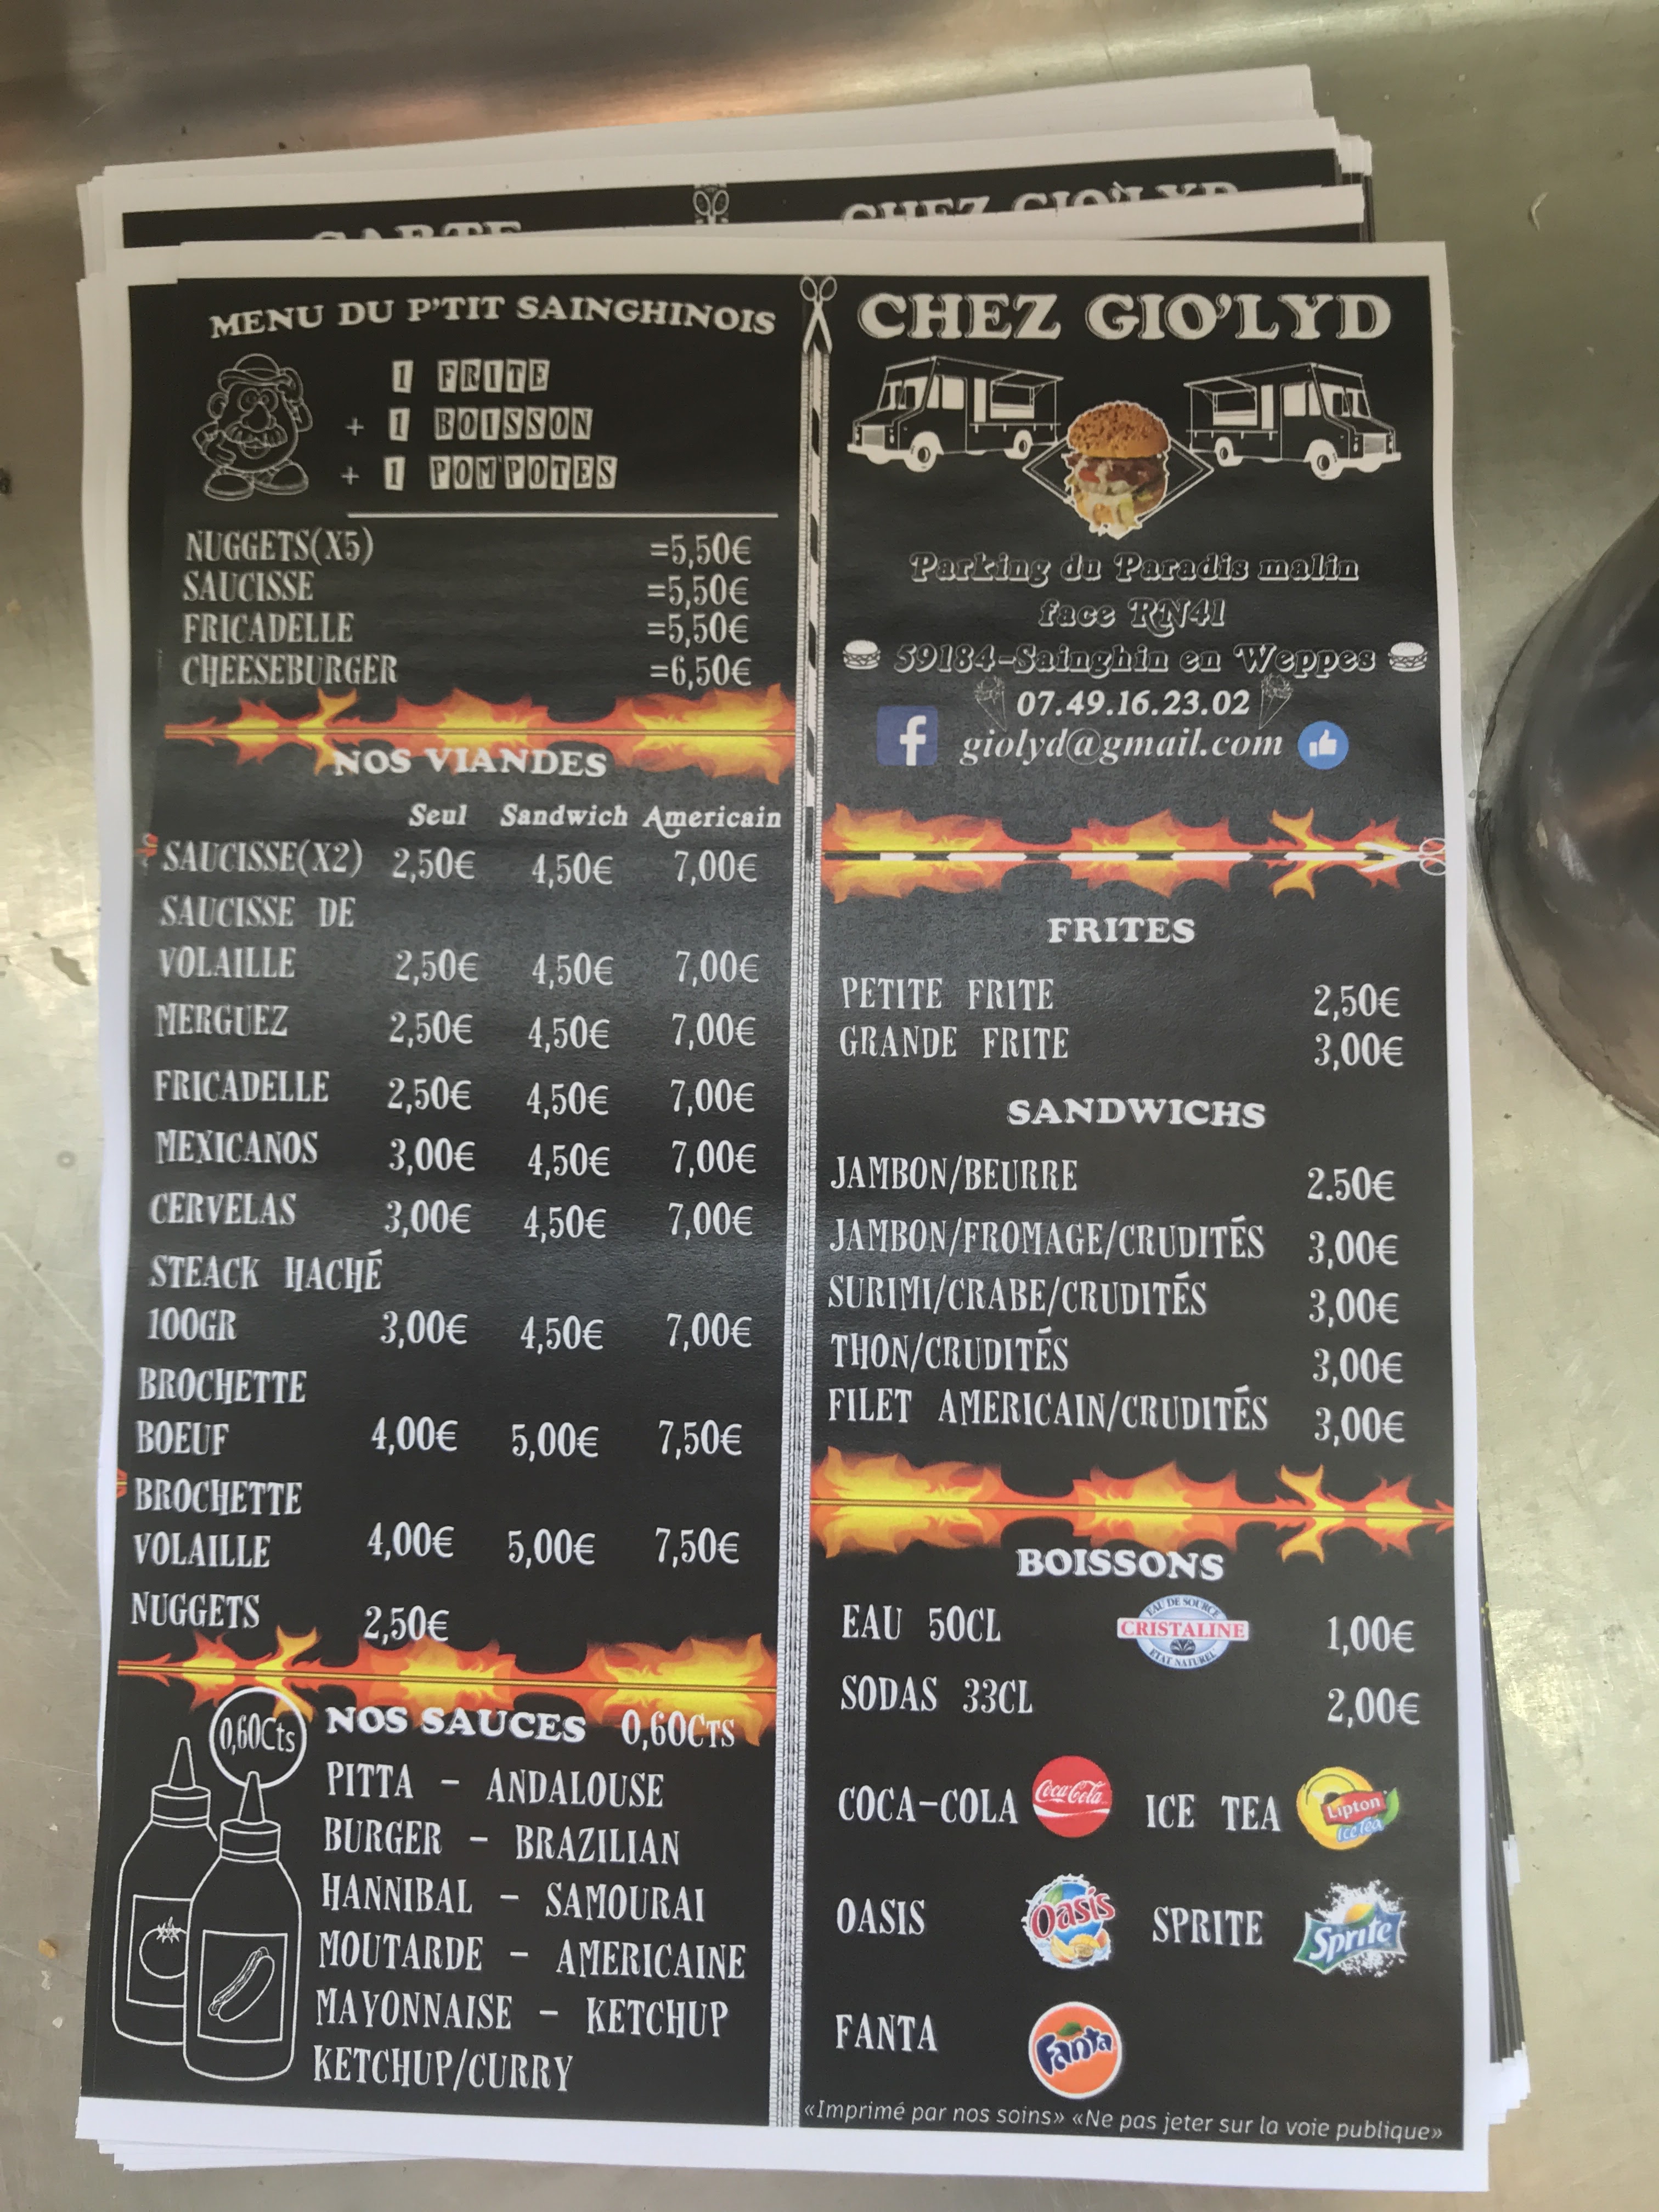 CARTE
CHEZ GIO'LYD
MENU DU P'TIT SAINGHINOIS
1 FRITE
+ 1 BOISSON
+ 1 POM'POTES
NUGGETS(X5) =5,50€
SAUCISSE =5,50€
FRICADELLE =5,50€
CHEESEBURGER =6,50€
NOS VIANDES
Seul Sandwich Americain
SAUCISSE(X2) 2,50€ 4,50€ 7,00€
SAUCISSE DE
VOLAILLE 2,50€ 4,50€ 7,00€
MERGUEZ 2,50€ 4,50€ 7,00€
FRICADELLE 2,50€ 4,50€ 7,00€
MEXICANOS 3,00€ 4,50€ 7,00€
CERVELAS 3,00€ 4,50€ 7,00€
STEACK HACHÉ
100GR 3,00€ 4,50€ 7,00€
BROCHETTE
BOEUF 4,00€ 5,00€ 7,50€
BROCHETTE
VOLAILLE 4,00€ 5,00€ 7,50€
NUGGETS 2,50€
0,60Cts
NOS SAUCES 0,60CTS
PITTA - ANDALOUSE
BURGER - BRAZILIAN
HANNIBAL - SAMOURAI
MOUTARDE - AMERICAINE
MAYONNAISE - KETCHUP
KETCHUP/CURRY
CHEZ GIO'LYD
Parking du Paradis malin
face RN41
59184-Sainghin en Weppes
07.49.16.23.02
f giolyd@gmail.com
FRITES
PETITE FRITE 2,50€
GRANDE FRITE 3,00€
SANDWICHS
JAMBON/BEURRE 2.50€
JAMBON/FROMAGE/CRUDITÉS 3,00€
SURIMI/CRABE/CRUDITÉS 3,00€
THON/CRUDITÉS 3,00€
FILET AMERICAIN/CRUDITÉS 3,00€
BOISSONS
EAU 50CL EAU DE SOURCE CRISTALINE ETAT NATUREL 1,00€
SODAS 33CL 2,00€
COCA-COLA Coca-Cola ICE TEA Lipton Ice Tea
OASIS Oasis SPRITE Sprite
FANTA Fanta
«Imprimé par nos soins» «Ne pas jeter sur la voie publique»